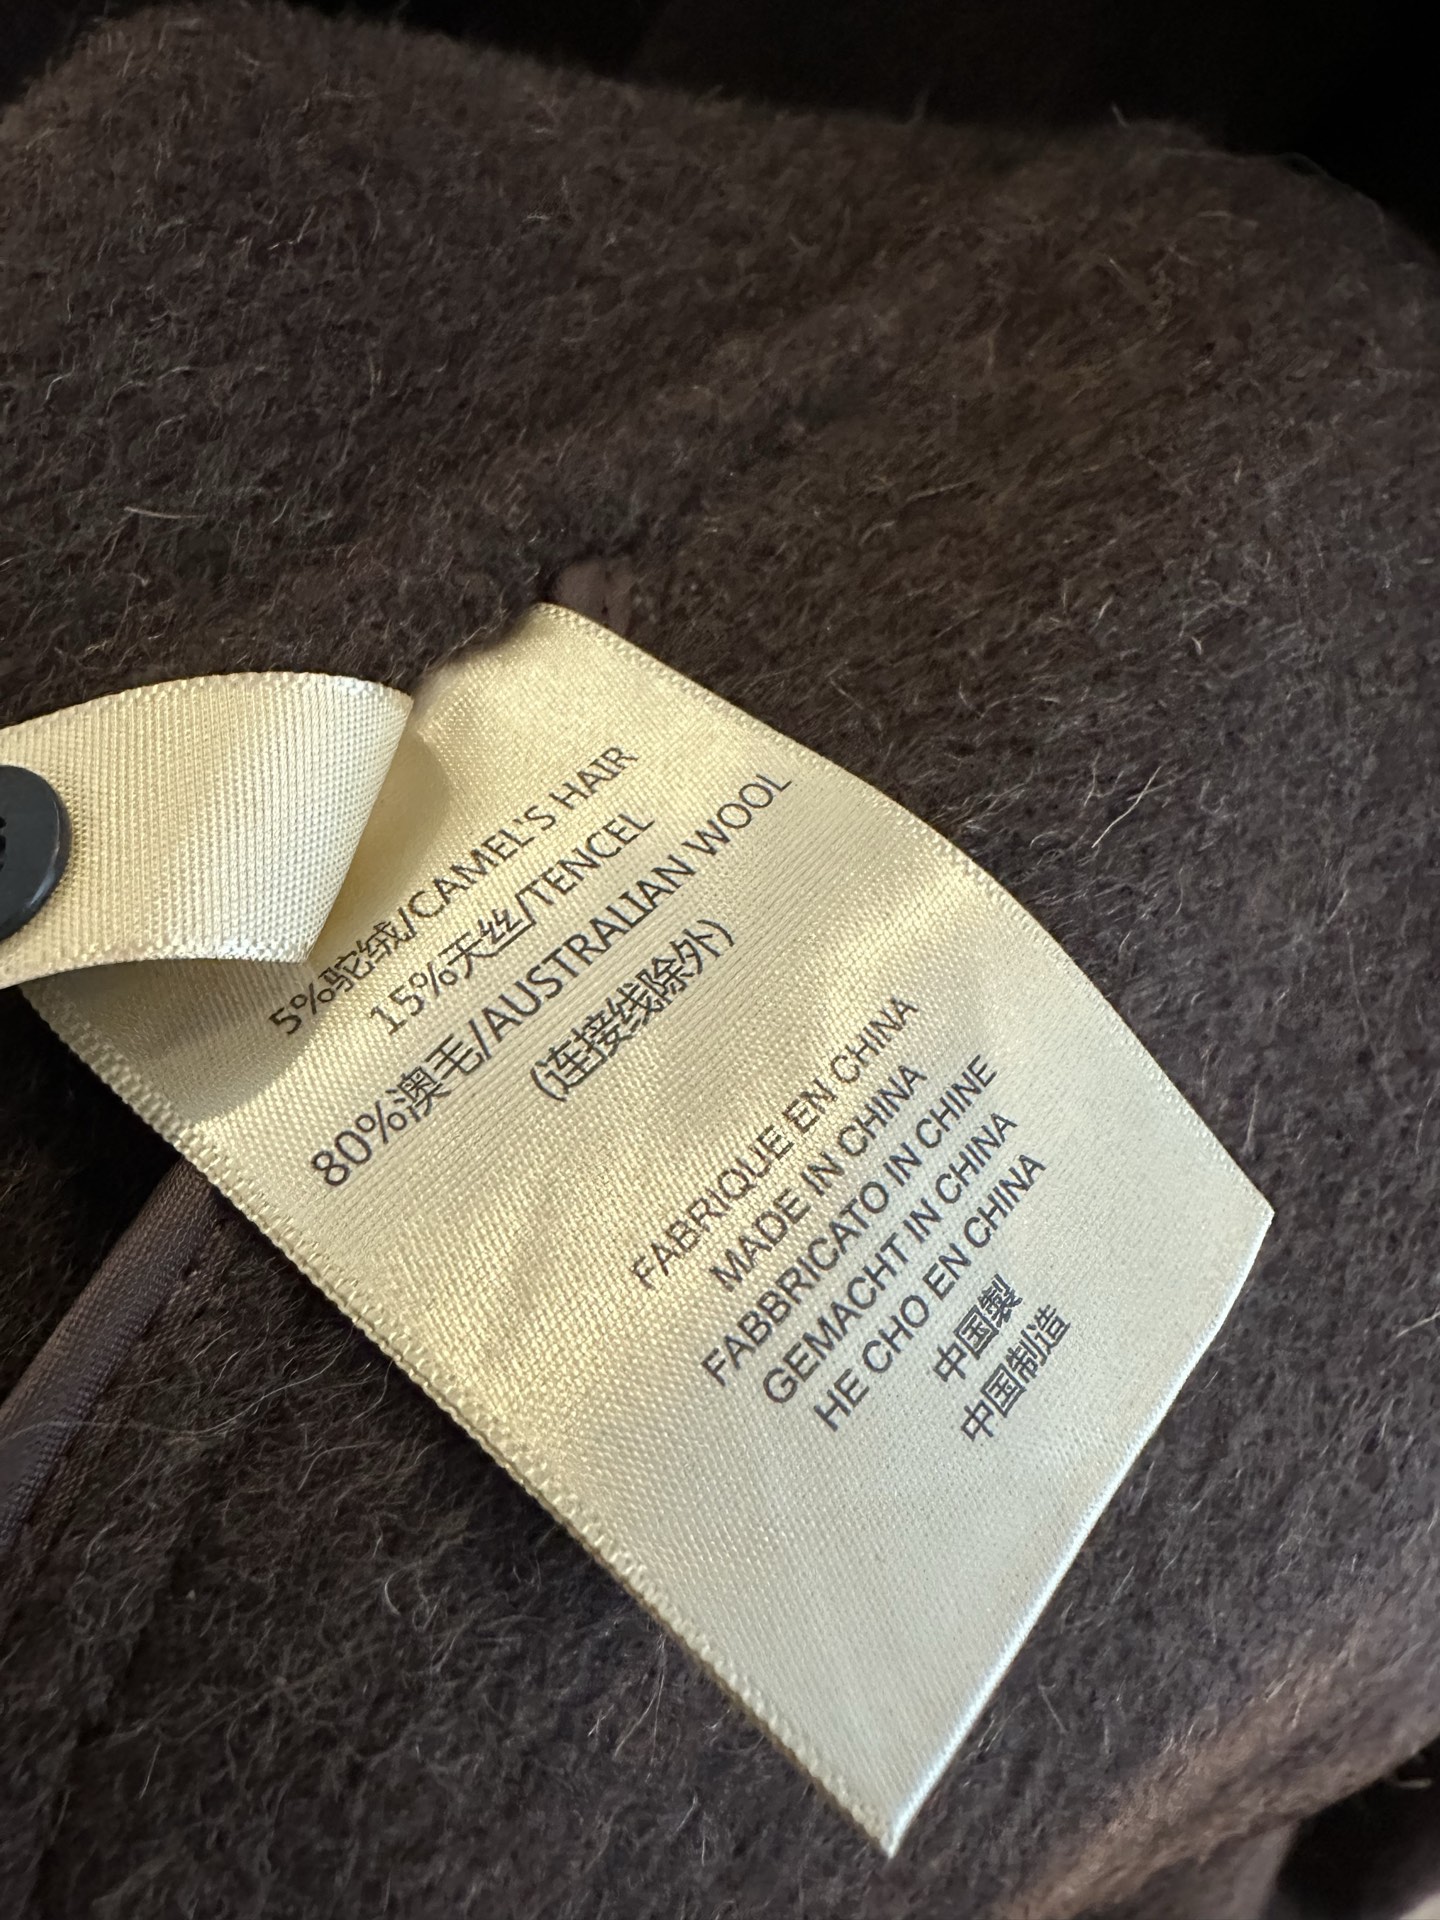 5%驼绒/CAMEL'S HAIR
15%天丝/TENCEL
80%澳毛/AUSTRALIAN WOOL
(连接线除外)
FABRIQUE EN CHINA
MADE IN CHINA
FABBRICATO IN CHINE
GEMACHT IN CHINA
HE CHO EN CHINA
中国製
中国制造